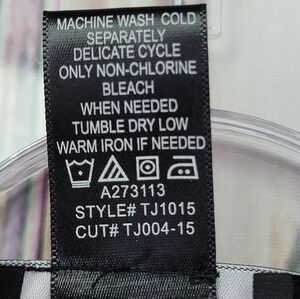 MACHINE WASH COLD
SEPARATELY
DELICATE CYCLE
ONLY NON-CHLORINE
BLEACH
WHEN NEEDED
TUMBLE DRY LOW
WARM IRON IF NEEDED
A273113
STYLE# TJ1015
CUT# TJ004-15